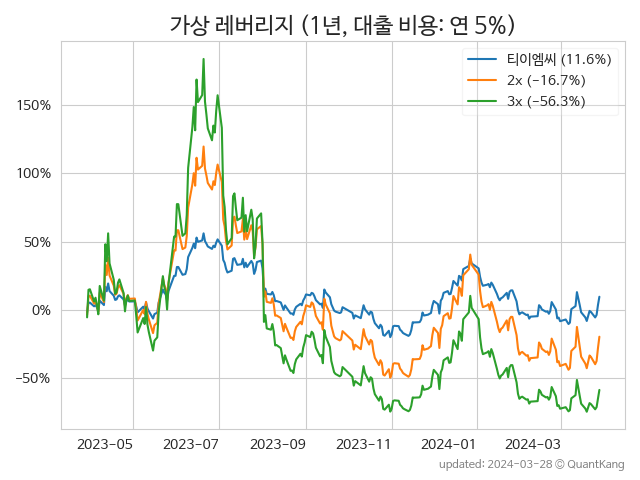 가상 레버리지 (1년, 대출 비용: 연 5%)
티이엠씨 (11.6%)
2x (−16.7%)
3x (−56.3%)
150%
100%
50%
0%
−50%
2023−05
2023−07
2023−09
2023−11
2024−01
2024−03
updated: 2024−03−28 © QuantKang